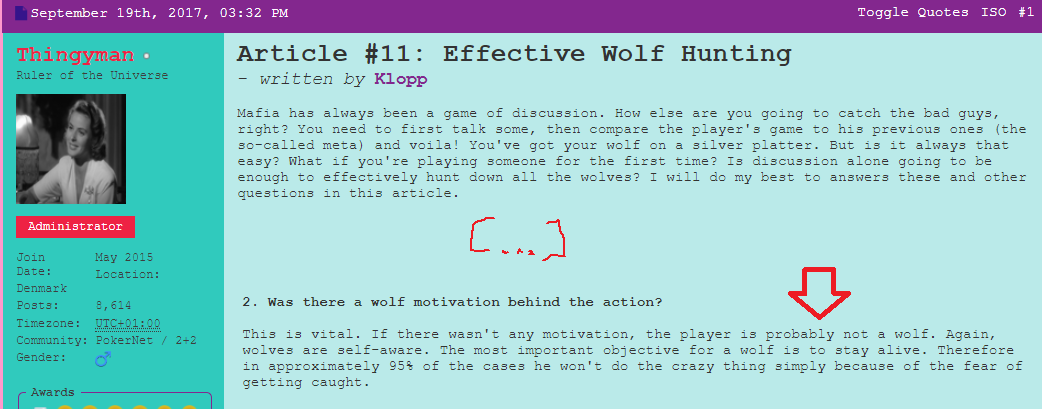 September 19th, 2017, 03:32 PM
Toggle Quotes ISO #1
Thingyman
Ruler of the Universe
Administrator
Join Date: May 2015
Location: Denmark
Posts: 8,614
Timezone: UTC+01:00
Community: PokerNet / 2+2
Gender:
Awards
Article #11: Effective Wolf Hunting
- written by Klopp
Mafia has always been a game of discussion. How else are you going to catch the bad guys,
right? You need to first talk some, then compare the player's game to his previous ones (the
so-called meta) and voila! You've got your wolf on a silver platter. But is it always that
easy? What if you're playing someone for the first time? Is discussion alone going to be
enough to effectively hunt down all the wolves? I will do my best to answers these and other
questions in this article.
[...]
2. Was there a wolf motivation behind the action?
This is vital. If there wasn't any motivation, the player is probably not a wolf. Again,
wolves are self-aware. The most important objective for a wolf is to stay alive. Therefore
in approximately 95% of the cases he won't do the crazy thing simply because of the fear of
getting caught.